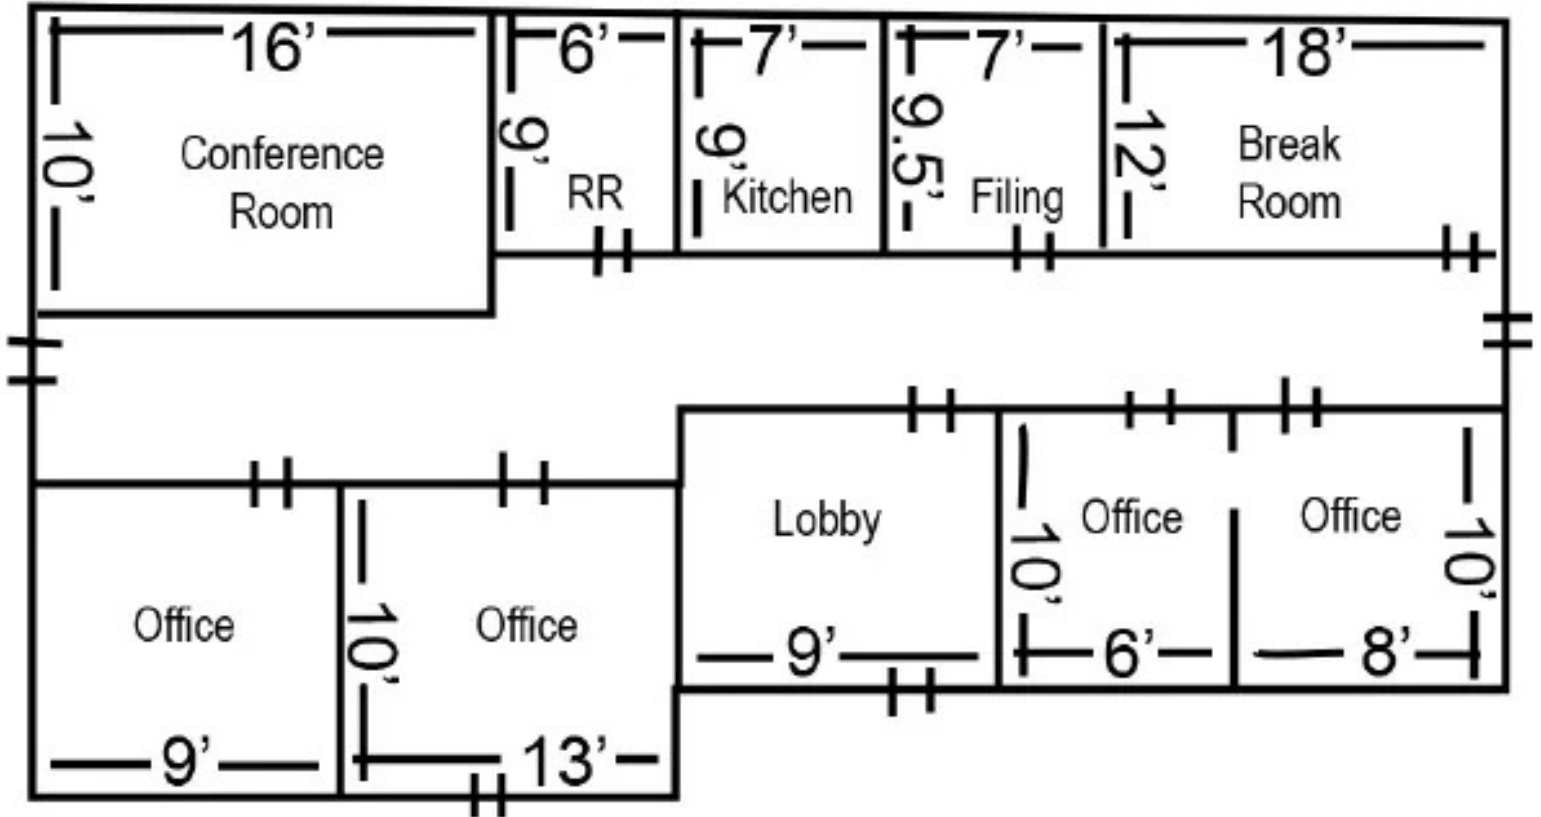 16’
6’
7’
7’
18’
10’
9’
9’
9.5’
12’
Conference
Room
RR
Kitchen
Filing
Break
Room
Lobby
Office
Office
10’
10’
9’
6’
8’
Office
Office
10’
9’
13’